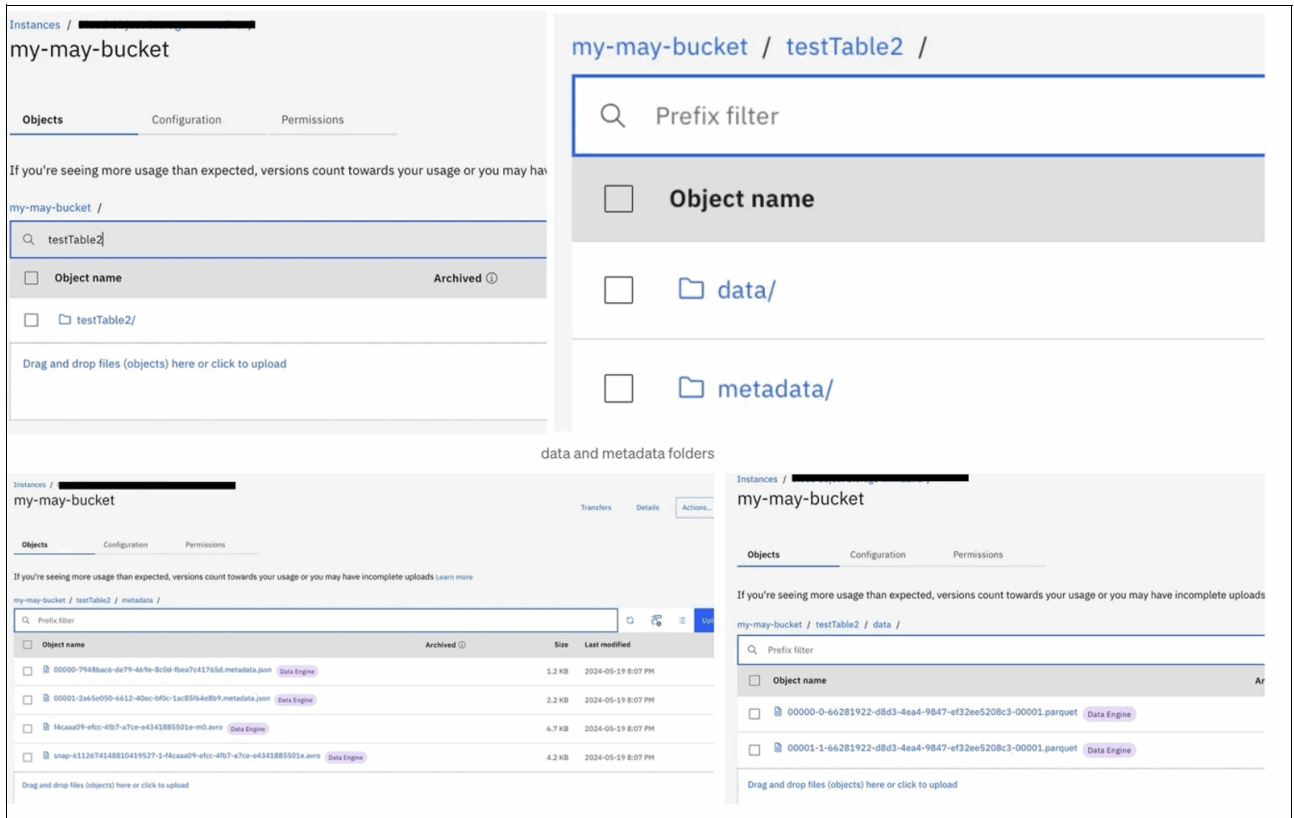 Instances /
my-may-bucket
Objects Configuration Permissions
If you're seeing more usage than expected, versions count towards your usage or you may hav
my-may-bucket /
testTable2
Object name Archived
testTable2/
Drag and drop files (objects) here or click to upload
my-may-bucket / testTable2 /
Prefix filter
Object name
data/
metadata/
data and metadata folders
Instances /
my-may-bucket
Transfers Details Actions...
Objects Configuration Permissions
If you're seeing more usage than expected, versions count towards your usage or you may have incomplete uploads Learn more
my-may-bucket / testTable2 / metadata /
Prefix filter
Upl
Object name Archived Size Last modified
00000-7948bac6-de79-469e-8c0d-fbea7c41765d.metadata.json Data Engine 1.2 KB 2024-05-19 8:07 PM
00001-2a65e050-6612-40ec-bf0c-1ac85f64e8b9.metadata.json Data Engine 2.2 KB 2024-05-19 8:07 PM
f4caaa09-efcc-4fb7-a7ce-e4341885501e-m0.avro Data Engine 6.7 KB 2024-05-19 8:07 PM
snap-6112674148810419527-1-f4caaa09-efcc-4fb7-a7ce-e4341885501e.avro Data Engine 4.2 KB 2024-05-19 8:07 PM
Drag and drop files (objects) here or click to upload
Instances /
my-may-bucket
Objects Configuration Permissions
If you're seeing more usage than expected, versions count towards your usage or you may have incomplete uploads
my-may-bucket / testTable2 / data /
Prefix filter
Object name Ar
00000-0-66281922-d8d3-4ea4-9847-ef32ee5208c3-00001.parquet Data Engine
00001-1-66281922-d8d3-4ea4-9847-ef32ee5208c3-00001.parquet Data Engine
Drag and drop files (objects) here or click to upload